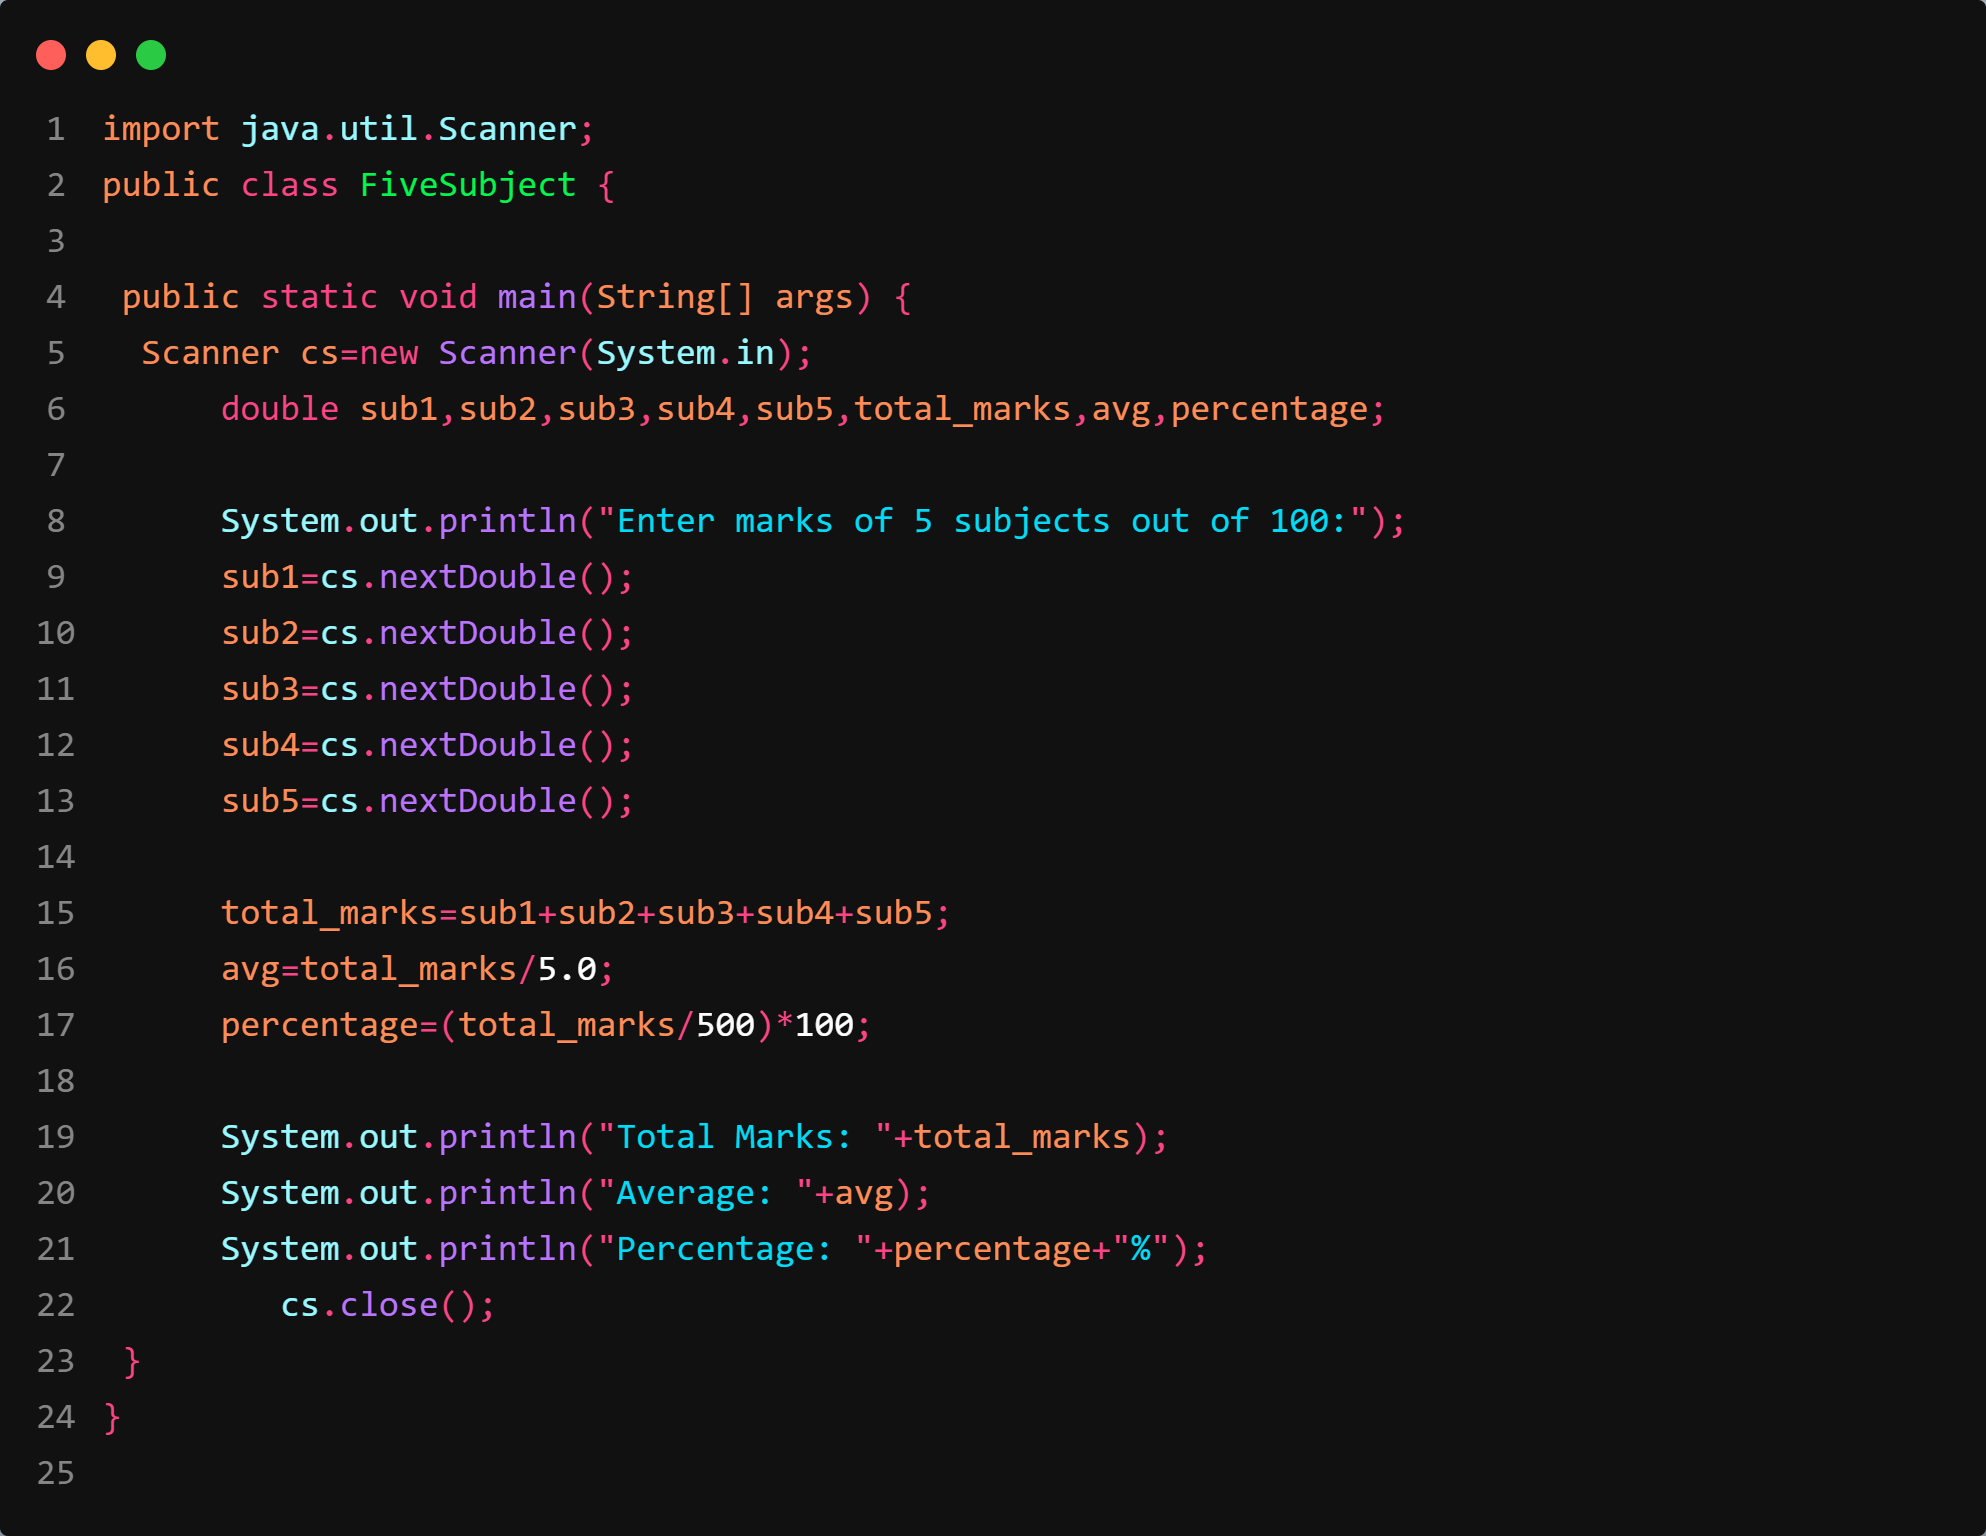 1 import java.util.Scanner;
2 public class FiveSubject {
3
4  public static void main(String[] args) {
5   Scanner cs=new Scanner(System.in);
6       double sub1,sub2,sub3,sub4,sub5,total_marks,avg,percentage;
7
8       System.out.println("Enter marks of 5 subjects out of 100:");
9       sub1=cs.nextDouble();
10       sub2=cs.nextDouble();
11       sub3=cs.nextDouble();
12       sub4=cs.nextDouble();
13       sub5=cs.nextDouble();
14
15       total_marks=sub1+sub2+sub3+sub4+sub5;
16       avg=total_marks/5.0;
17       percentage=(total_marks/500)*100;
18
19       System.out.println("Total Marks: "+total_marks);
20       System.out.println("Average: "+avg);
21       System.out.println("Percentage: "+percentage+"%");
22          cs.close();
23  }
24 }
25